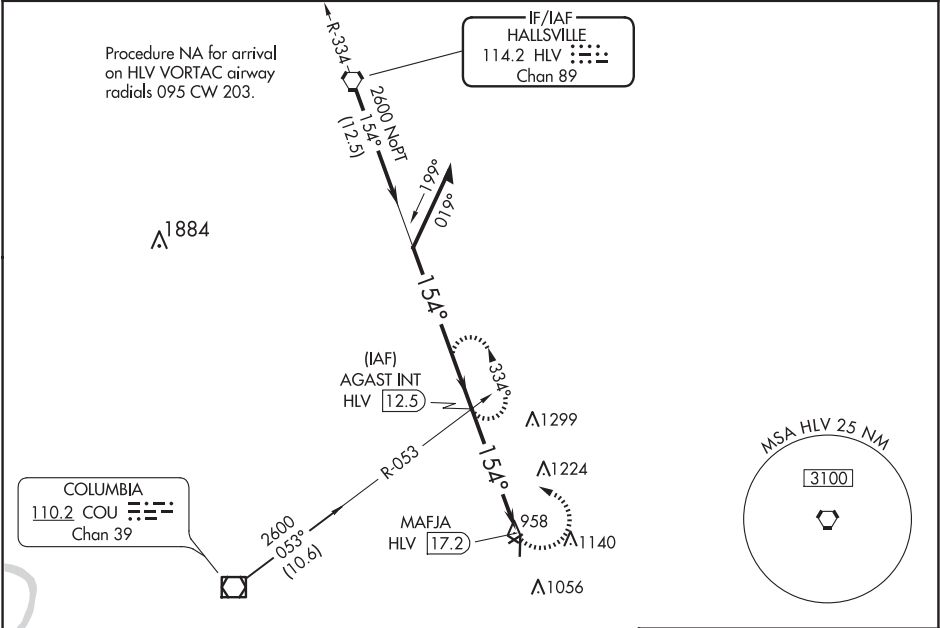 Procedure NA for arrival
on HLV VORTAC airway
radials 095 CW 203.
R-334
IF/IAF
HALLSVILLE
114.2 HLV
Chan 89
2600 NoPT
154°
(12.5)
199°
019°
1884
154°
(IAF)
AGAST INT
HLV 12.5
334°
1299
MSA HLV 25 NM
3100
R-053
154°
1224
COLUMBIA
110.2 COU
Chan 39
2600
053°
(10.6)
MAFJA
HLV 17.2
958
1140
1056